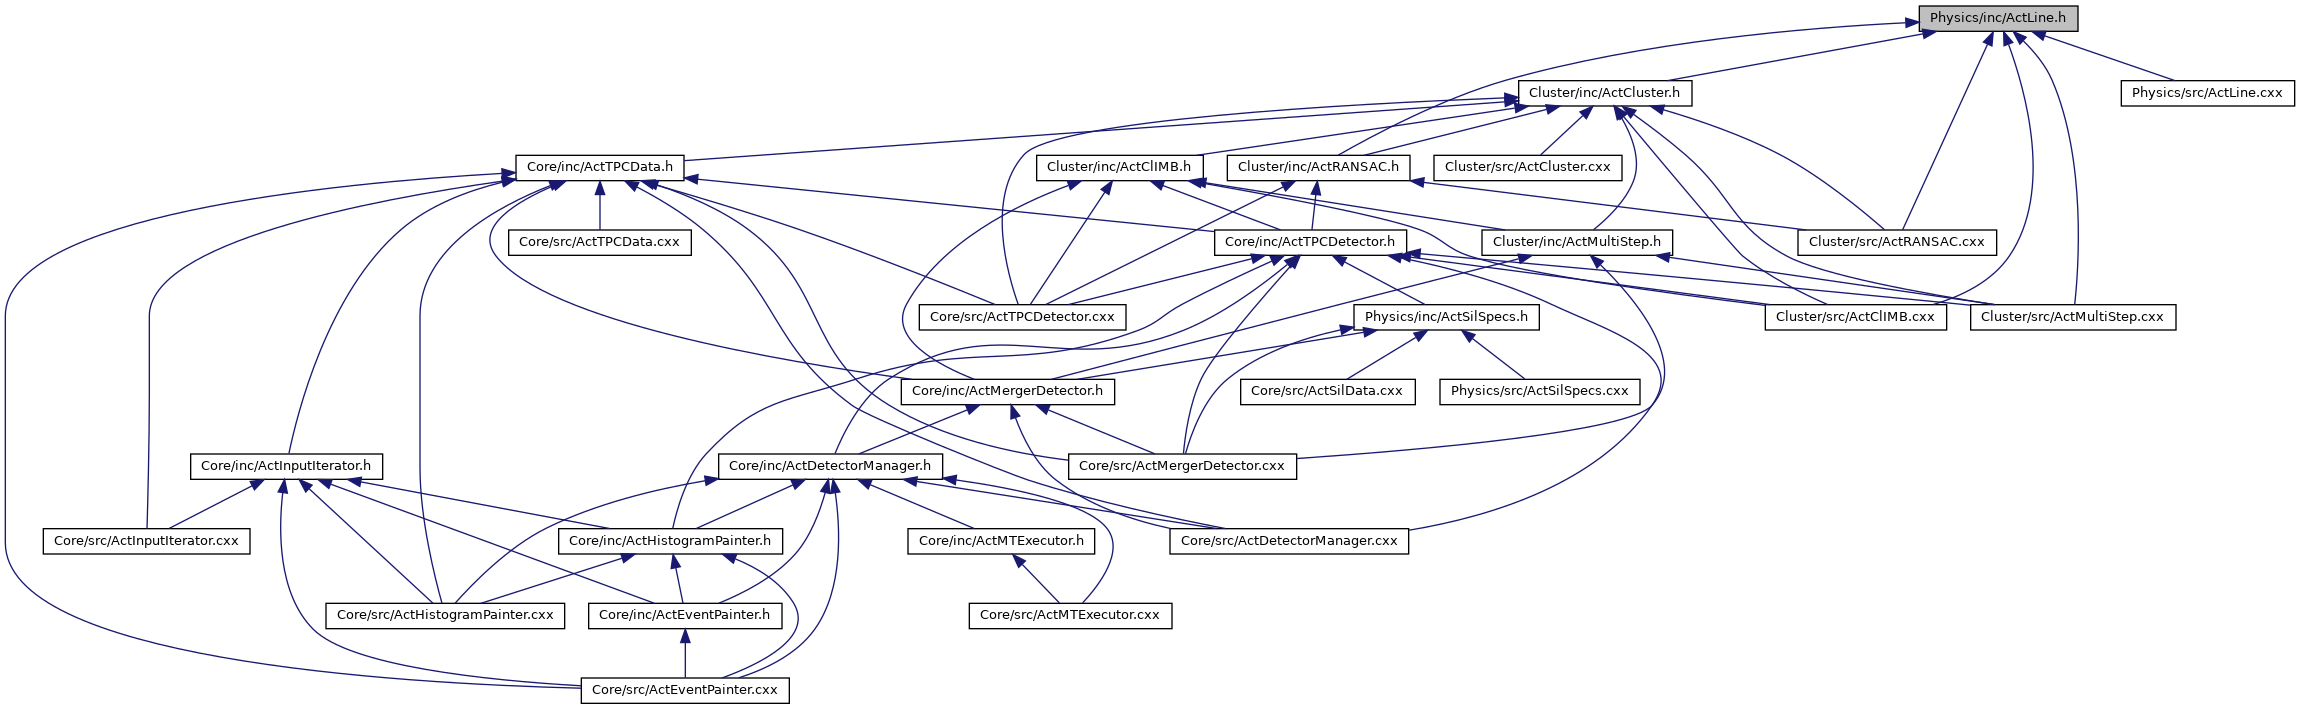 Physics/inc/ActLine.h
Cluster/inc/ActCluster.h
Physics/src/ActLine.cxx
Core/inc/ActTPCData.h
Cluster/inc/ActClIMB.h
Cluster/inc/ActRANSAC.h
Cluster/src/ActCluster.cxx
Core/src/ActTPCData.cxx
Core/inc/ActTPCDetector.h
Cluster/inc/ActMultiStep.h
Cluster/src/ActRANSAC.cxx
Core/src/ActTPCDetector.cxx
Physics/inc/ActSilSpecs.h
Cluster/src/ActClIMB.cxx
Cluster/src/ActMultiStep.cxx
Core/inc/ActMergerDetector.h
Core/src/ActSilData.cxx
Physics/src/ActSilSpecs.cxx
Core/inc/ActInputIterator.h
Core/inc/ActDetectorManager.h
Core/src/ActMergerDetector.cxx
Core/src/ActInputIterator.cxx
Core/inc/ActHistogramPainter.h
Core/inc/ActMTExecutor.h
Core/src/ActDetectorManager.cxx
Core/src/ActHistogramPainter.cxx
Core/inc/ActEventPainter.h
Core/src/ActMTExecutor.cxx
Core/src/ActEventPainter.cxx